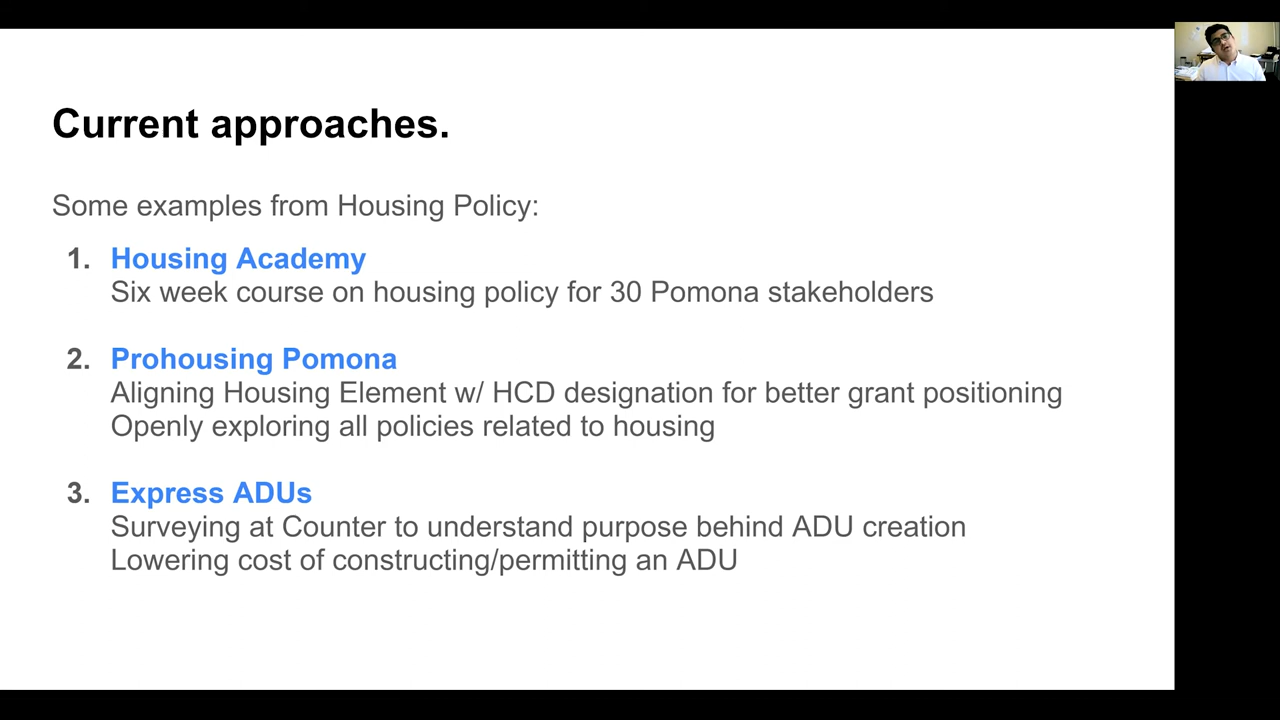 Current approaches.
Some examples from Housing Policy:
1. Housing Academy
Six week course on housing policy for 30 Pomona stakeholders
2. Prohousing Pomona
Aligning Housing Element w/ HCD designation for better grant positioning
Openly exploring all policies related to housing
3. Express ADUs
Surveying at Counter to understand purpose behind ADU creation
Lowering cost of constructing/permitting an ADU